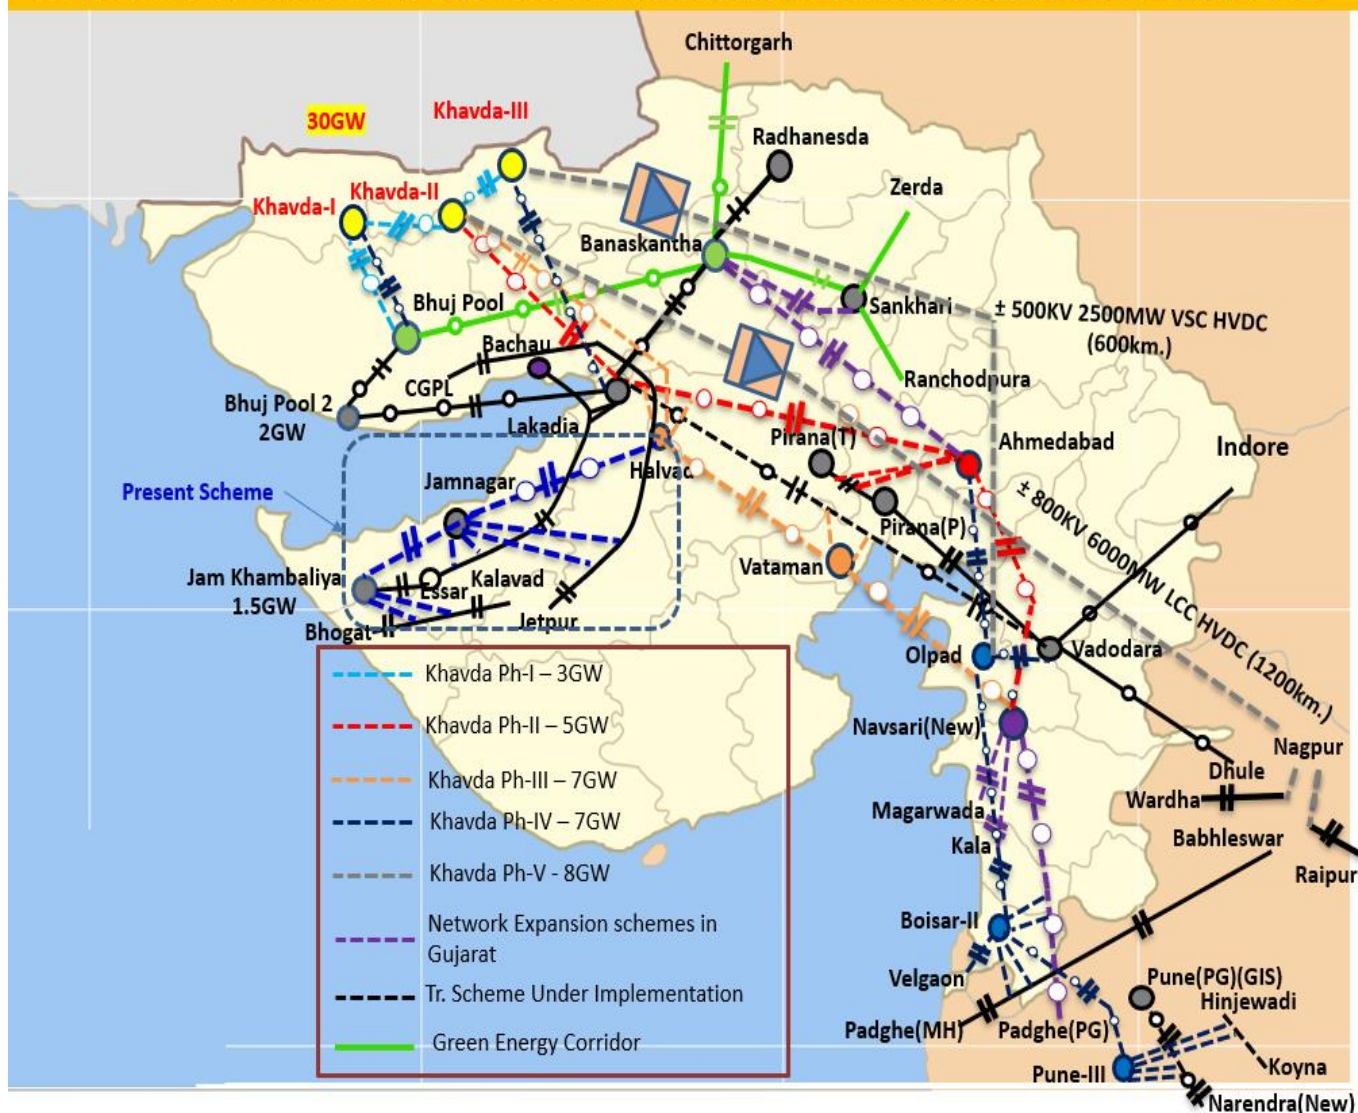 Chittorgarh
Khavda-III
30GW
Radhanesda
Khavda-II
Zerda
Khavda-I
Banaskantha
Bhuj Pool
Sankhari
± 500KV 2500MW VSC HVDC
(600km.)
Bachau
CGPL
Ranchodpura
Bhuj Pool 2
2GW
Lakadia
Pirana(T)
Ahmedabad
Indore
Halvad
Jamnagar
Present Scheme
± 800KV 6000MW LCC HVDC (1200km.)
Pirana(P)
Vataman
Jam Khambaliya
1.5GW
Essar
Kalavad
Jetpur
Bhogat
Olpad
Vadodara
Khavda Ph-I – 3GW
Khavda Ph-II – 5GW
Khavda Ph-III – 7GW
Khavda Ph-IV – 7GW
Khavda Ph-V - 8GW
Network Expansion schemes in
Gujarat
Tr. Scheme Under Implementation
Green Energy Corridor
Navsari(New)
Nagpur
Dhule
Wardha
Magarwada
Kala
Babhleswar
Raipur
Boisar-II
Velgaon
Pune(PG)(GIS)
Hinjewadi
Padghe(MH)
Padghe(PG)
Koyna
Pune-III
Narendra(New)